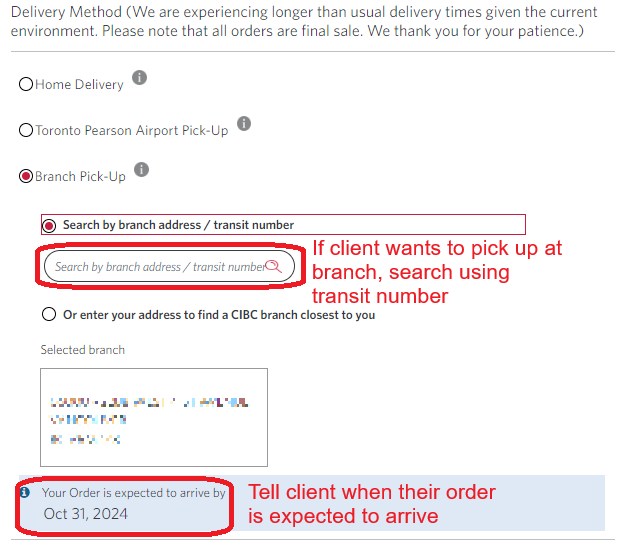 Delivery Method (We are experiencing longer than usual delivery times given the current
environment. Please note that all orders are final sale. We thank you for your patience.)
Home Delivery
Toronto Pearson Airport Pick-Up
Branch Pick-Up
Search by branch address / transit number
Search by branch address / transit number
If client wants to pick up at
branch, search using
transit number
Or enter your address to find a CIBC branch closest to you
Selected branch
Your Order is expected to arrive by
Oct 31, 2024
Tell client when their order
is expected to arrive